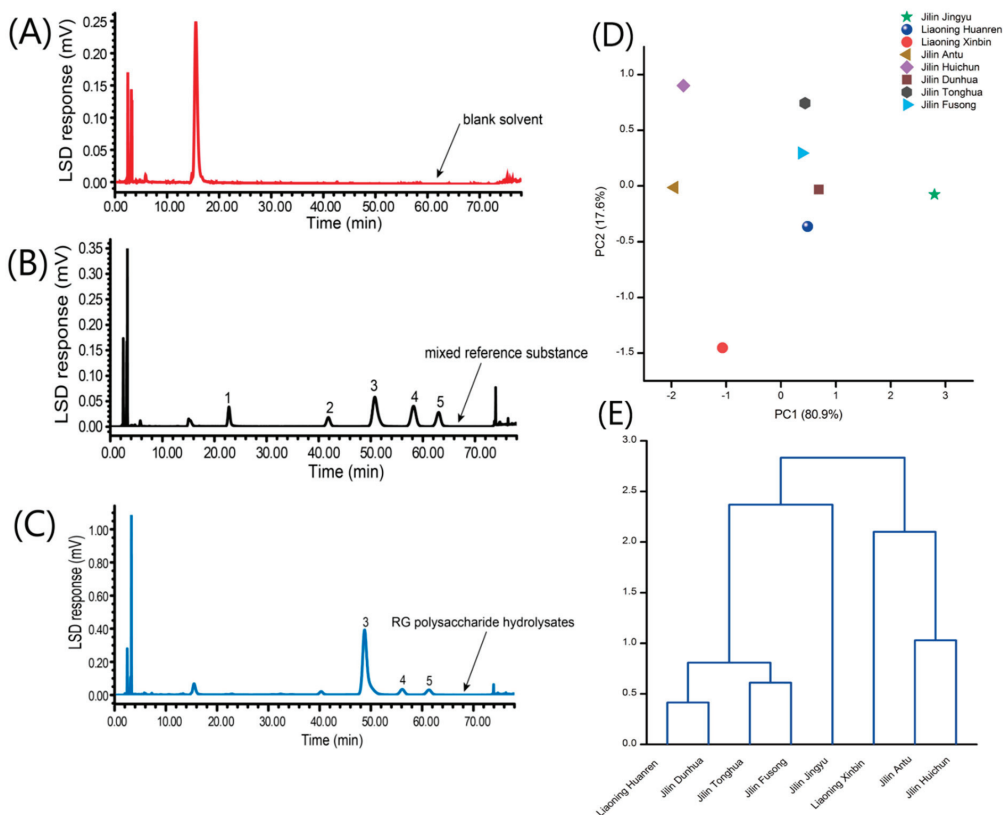 (A)
LSD response (mV)
0.25
0.20
0.15
0.10
0.05
0.00
blank solvent
0.00 10.00 20.00 30.00 40.00 50.00 60.00 70.00
Time (min)
(B)
LSD response (mV)
0.35
0.30
0.25
0.20
0.15
0.10
0.05
0.00
mixed reference substance
1 2 3 4 5
0.00 10.00 20.00 30.00 40.00 50.00 60.00 70.00
Time (min)
(C)
LSD response (mV)
1.00
0.80
0.60
0.40
0.20
0.00
RG polysaccharide hydrolysates
3 4 5
0.00 10.00 20.00 30.00 40.00 50.00 60.00 70.00
Time (min)
(D)
Jilin Jingyu
Liaoning Huanren
Liaoning Xinbin
Jilin Antu
Jilin Huichun
Jilin Dunhua
Jilin Tonghua
Jilin Fusong
PC2 (17.6%)
1.0
0.5
0.0
-0.5
-1.0
-1.5
-2 -1 0 1 2 3
PC1 (80.9%)
(E)
3.0
2.5
2.0
1.5
1.0
0.5
0.0
Liaoning Huanren
Jilin Dunhua
Jilin Tonghua
Jilin Fusong
Jilin Jingyu
Liaoning Xinbin
Jilin Antu
Jilin Huichun